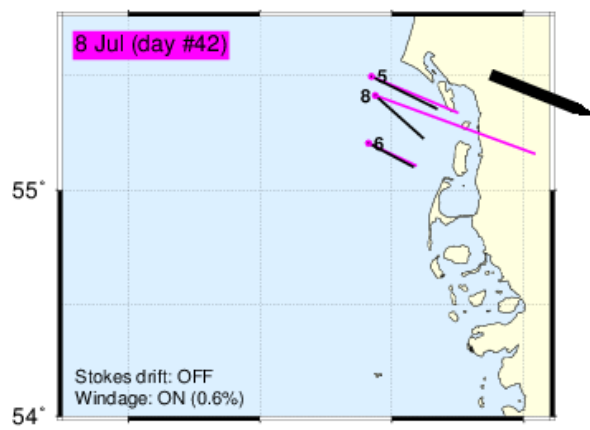 8 Jul (day #42)
5
8
6
55°
Stokes drift: OFF
Windage: ON (0.6%)
54°